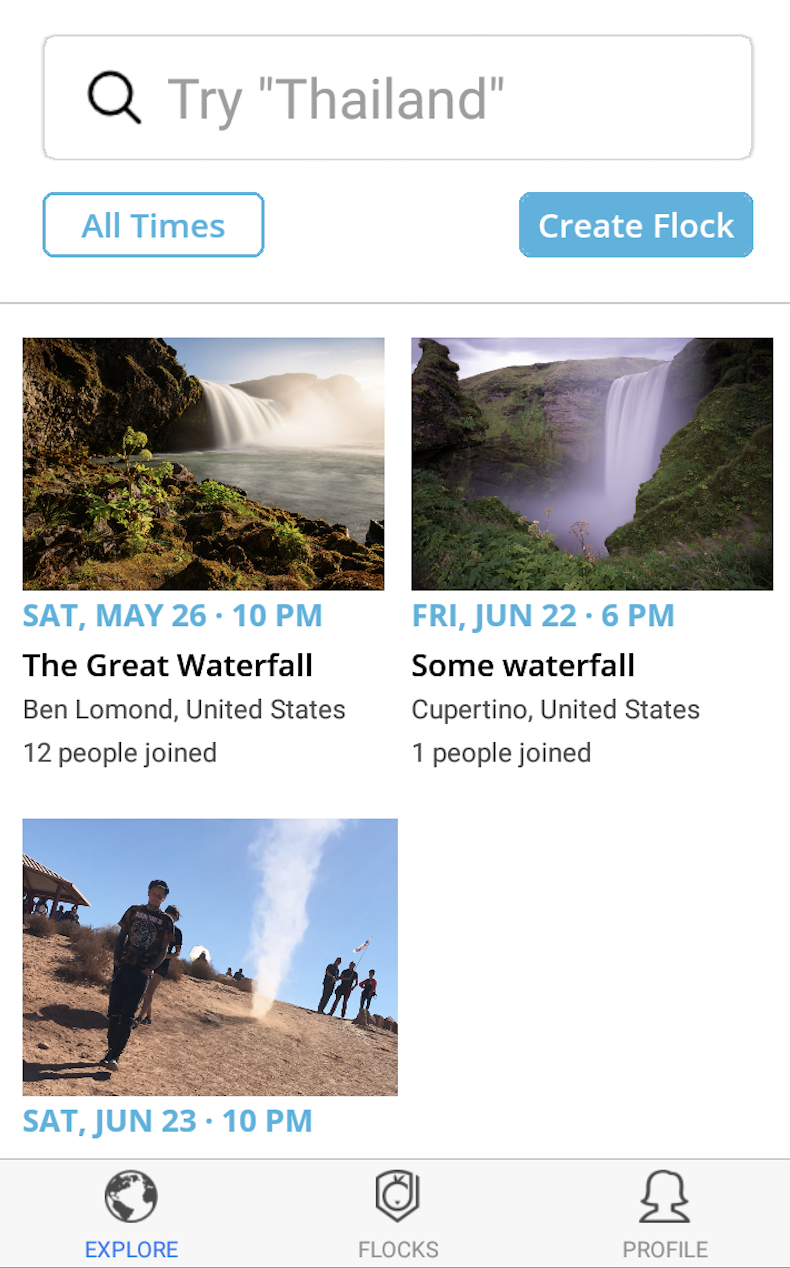 Try "Thailand"
All Times
Create Flock
SAT, MAY 26 · 10 PM
The Great Waterfall
Ben Lomond, United States
12 people joined
FRI, JUN 22 · 6 PM
Some waterfall
Cupertino, United States
1 people joined
SAT, JUN 23 · 10 PM
EXPLORE
FLOCKS
PROFILE